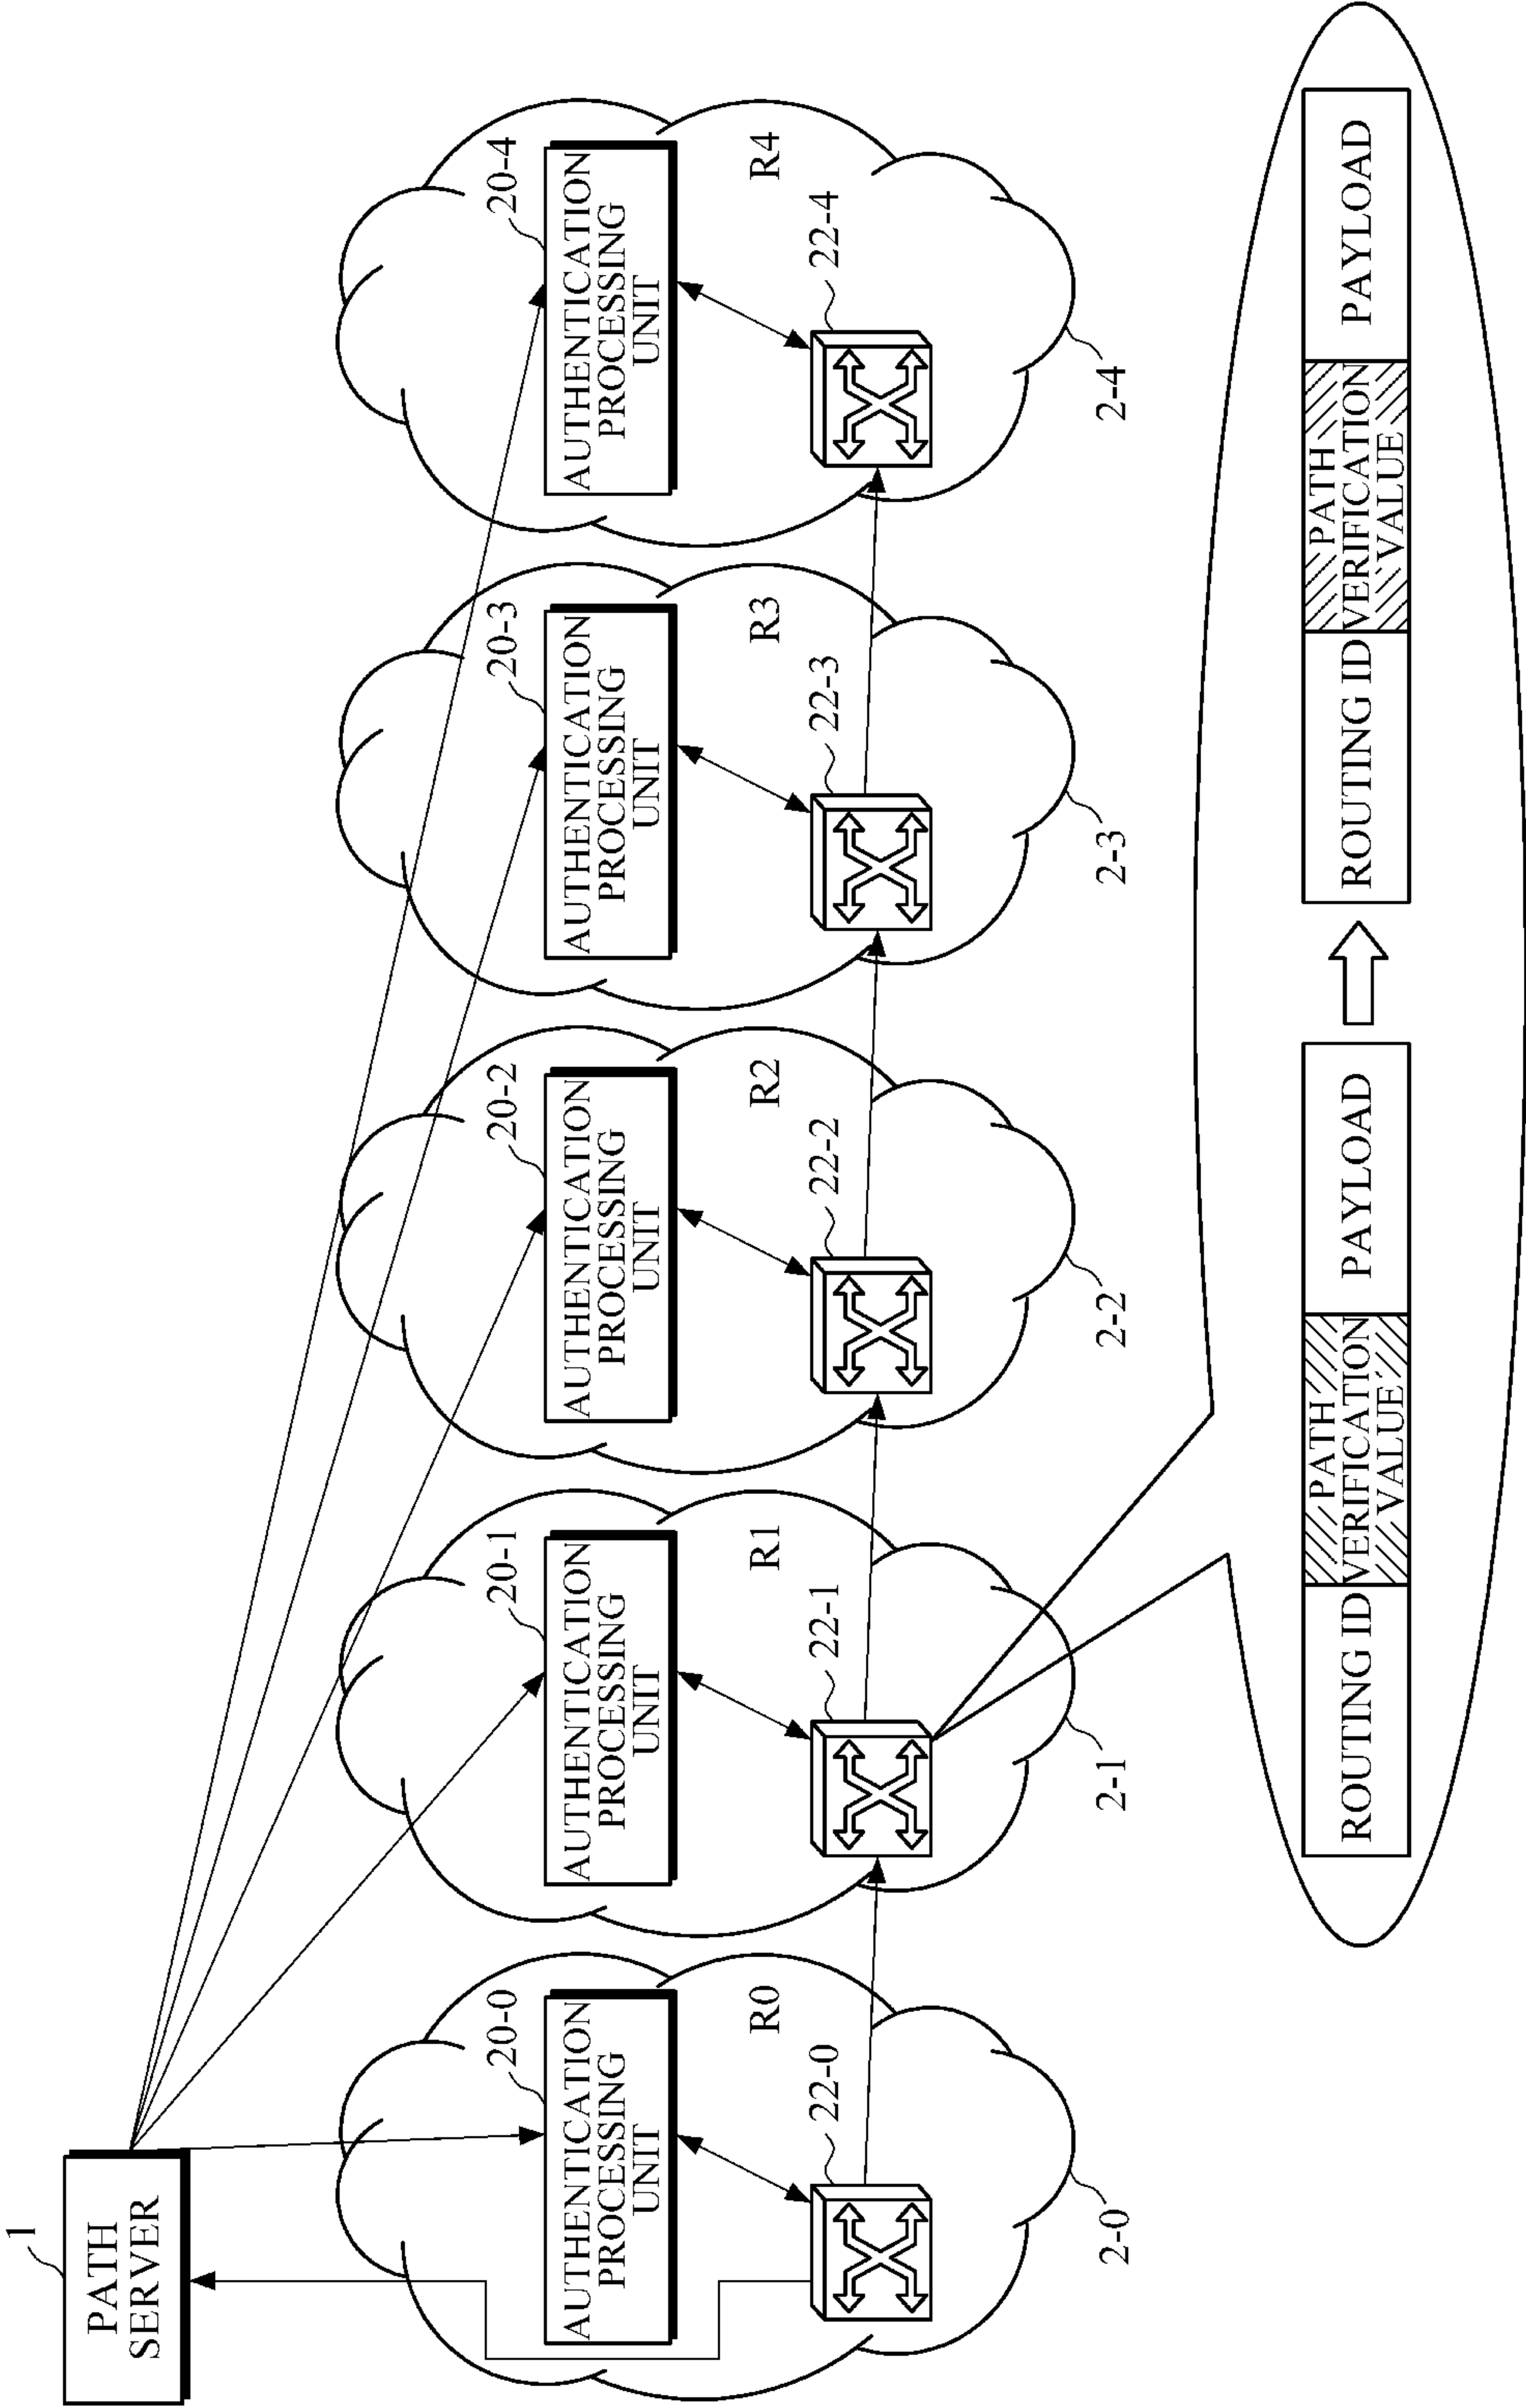 1
PATH
SERVER
20-0
AUTHENTICATION
PROCESSING
UNIT
R0
22-0
2-0
20-1
AUTHENTICATION
PROCESSING
UNIT
R1
22-1
2-1
20-2
AUTHENTICATION
PROCESSING
UNIT
R2
22-2
2-2
20-3
AUTHENTICATION
PROCESSING
UNIT
R3
22-3
2-3
20-4
AUTHENTICATION
PROCESSING
UNIT
R4
22-4
2-4
ROUTING ID
PATH
VERIFICATION
VALUE'
PAYLOAD
ROUTING ID
PATH
VERIFICATION
VALUE
PAYLOAD